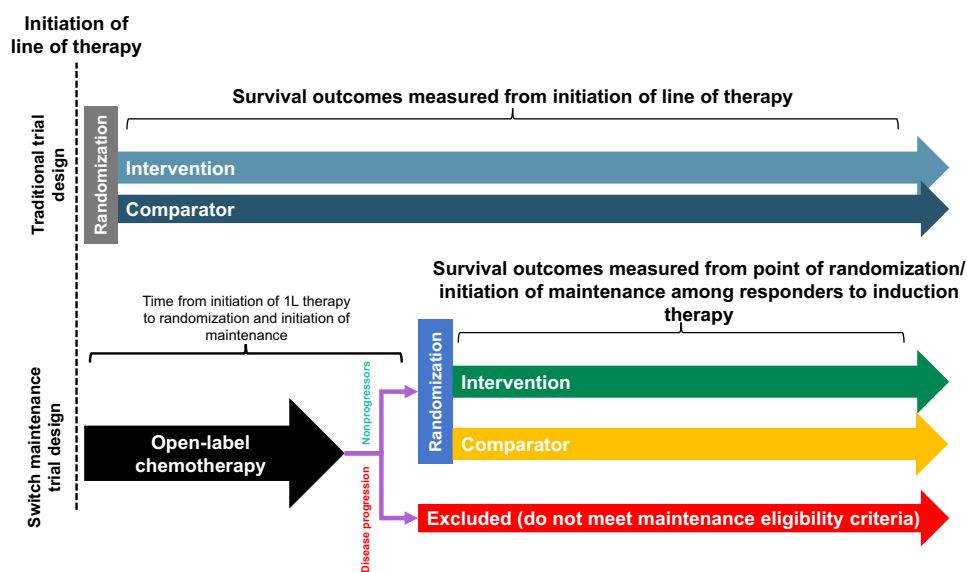 Initiation of
line of therapy
Traditional trial
design
Randomization
Survival outcomes measured from initiation of line of therapy
Intervention
Comparator
Switch maintenance
trial design
Time from initiation of 1L therapy
to randomization and initiation of
maintenance
Open-label
chemotherapy
Nonprogressors
Disease progression
Survival outcomes measured from point of randomization/
initiation of maintenance among responders to induction
therapy
Randomization
Intervention
Comparator
Excluded (do not meet maintenance eligibility criteria)